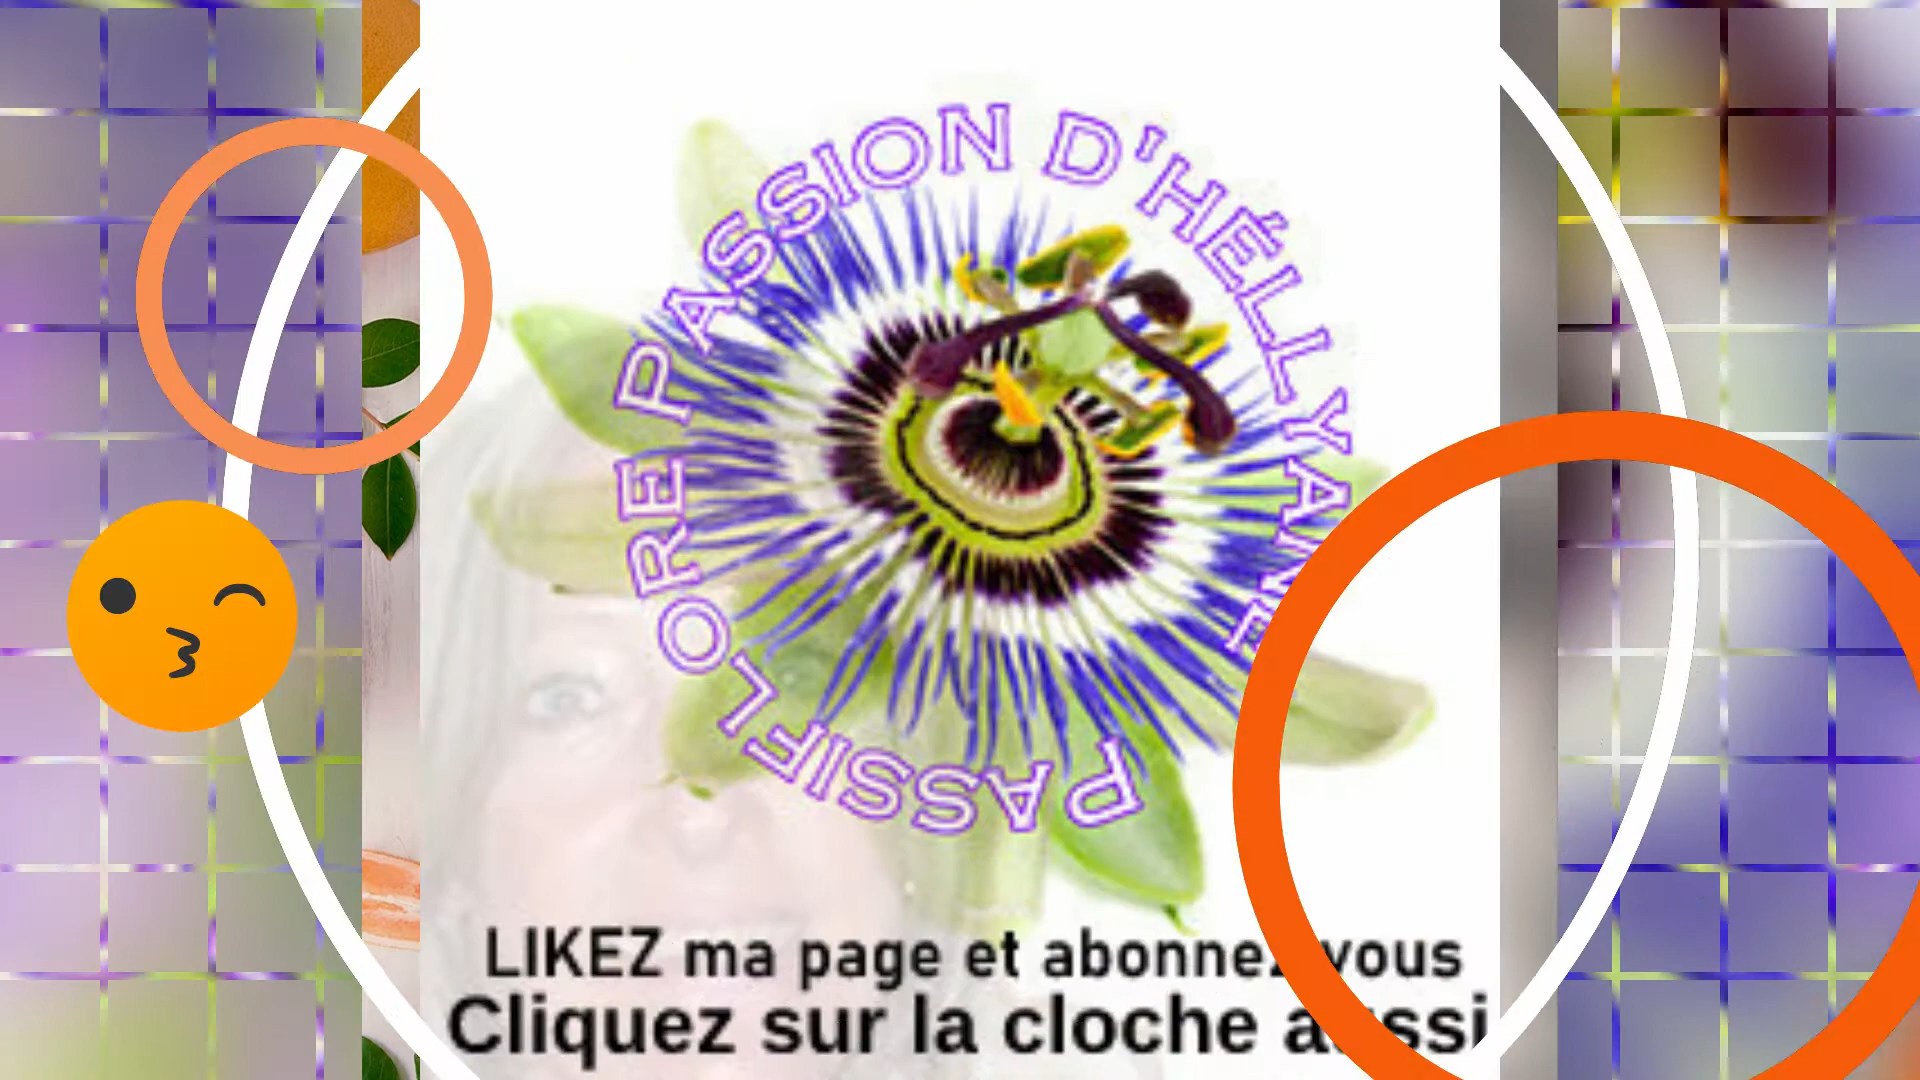 PASSIFLORE PASSION D'HÉLLYANE
LIKEZ ma page et abonnez vous
Cliquez sur la cloche aussi